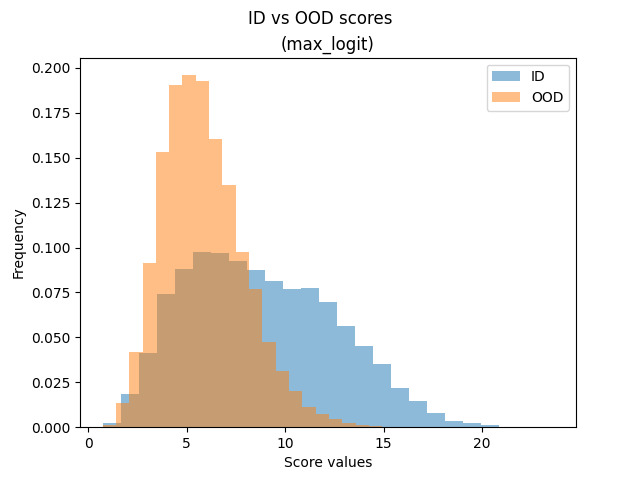 ID vs OOD scores
(max_logit)
ID
OOD
0.200
0.175
0.150
0.125
0.100
0.075
0.050
0.025
0.000
Frequency
0
5
10
15
20
Score values